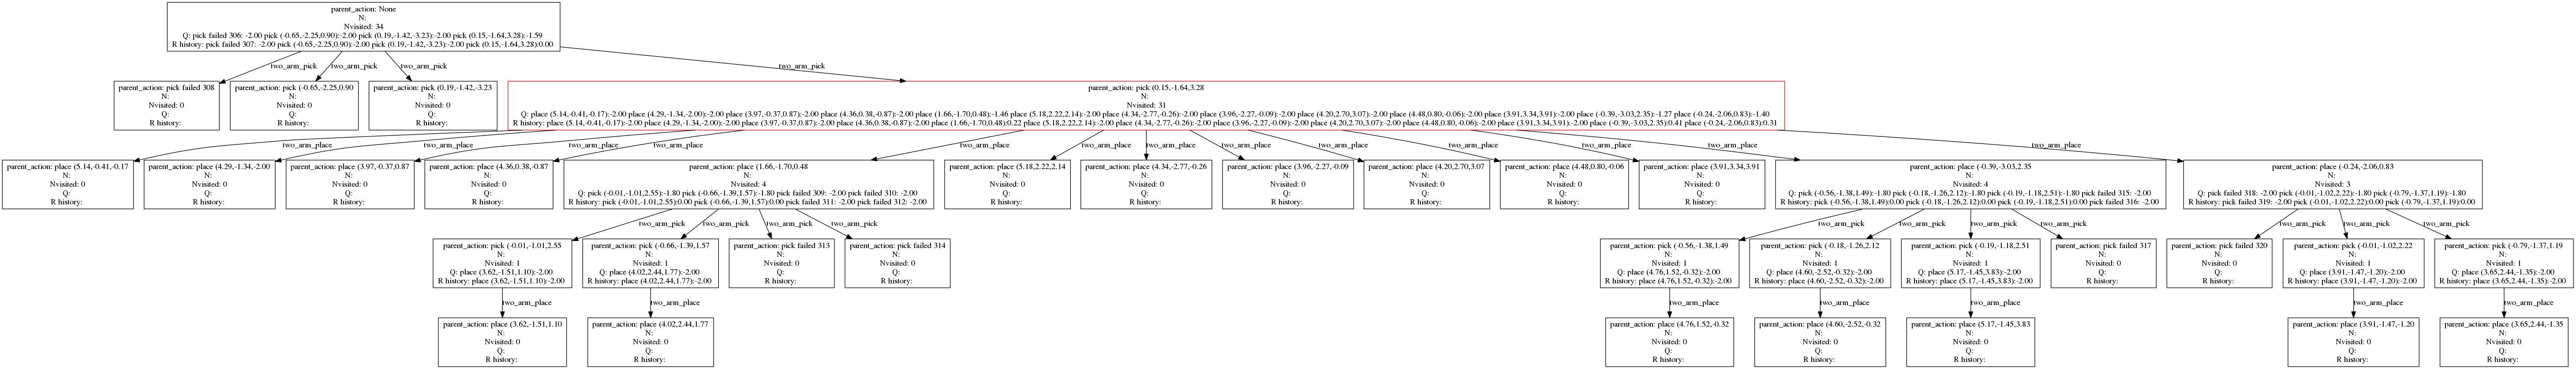 parent_action: None
N:
Nvisited: 34
Q: pick failed 306: -2.00 pick (-0.65,-2.25,0.90):-2.00 pick (0.19,-1.42,-3.23):-2.00 pick (0.15,-1.64,3.28):-1.59
R history: pick failed 307: -2.00 pick (-0.65,-2.25,0.90):-2.00 pick (0.19,-1.42,-3.23):-2.00 pick (0.15,-1.64,3.28):0.00
two_arm_pick
two_arm_pick
two_arm_pick
two_arm_pick
parent_action: pick failed 308
N:
Nvisited: 0
Q:
R history:
parent_action: pick (-0.65,-2.25,0.90
N:
Nvisited: 0
Q:
R history:
parent_action: pick (0.19,-1.42,-3.23
N:
Nvisited: 0
Q:
R history:
parent_action: pick (0.15,-1.64,3.28
N:
Nvisited: 31
Q: place (5.14,-0.41,-0.17):-2.00 place (4.29,-1.34,-2.00):-2.00 place (3.97,-0.37,0.87):-2.00 place (4.36,0.38,-0.87):-2.00 place (1.66,-1.70,0.48):-1.46 place (5.18,2.22,2.14):-2.00 place (4.34,-2.77,-0.26):-2.00 place (3.96,-2.27,-0.09):-2.00 place (4.20,2.70,3.07):-2.00 place (4.48,0.80,-0.06):-2.00 place (3.91,3.34,3.91):-2.00 place (-0.39,-3.03,2.35):-1.27 place (-0.24,-2.06,0.83):-1.40
R history: place (5.14,-0.41,-0.17):-2.00 place (4.29,-1.34,-2.00):-2.00 place (3.97,-0.37,0.87):-2.00 place (4.36,0.38,-0.87):-2.00 place (1.66,-1.70,0.48):0.22 place (5.18,2.22,2.14):-2.00 place (4.34,-2.77,-0.26):-2.00 place (3.96,-2.27,-0.09):-2.00 place (4.20,2.70,3.07):-2.00 place (4.48,0.80,-0.06):-2.00 place (3.91,3.34,3.91):-2.00 place (-0.39,-3.03,2.35):0.41 place (-0.24,-2.06,0.83):0.31
two_arm_place
two_arm_place
two_arm_place
two_arm_place
two_arm_place
two_arm_place
two_arm_place
two_arm_place
two_arm_place
two_arm_place
two_arm_place
two_arm_place
two_arm_place
parent_action: place (5.14,-0.41,-0.17
N:
Nvisited: 0
Q:
R history:
parent_action: place (4.29,-1.34,-2.00
N:
Nvisited: 0
Q:
R history:
parent_action: place (3.97,-0.37,0.87
N:
Nvisited: 0
Q:
R history:
parent_action: place (4.36,0.38,-0.87
N:
Nvisited: 0
Q:
R history:
parent_action: place (1.66,-1.70,0.48
N:
Nvisited: 4
Q: pick (-0.01,-1.01,2.55):-1.80 pick (-0.66,-1.39,1.57):-1.80 pick failed 309: -2.00 pick failed 310: -2.00
R history: pick (-0.01,-1.01,2.55):0.00 pick (-0.66,-1.39,1.57):0.00 pick failed 311: -2.00 pick failed 312: -2.00
parent_action: place (5.18,2.22,2.14
N:
Nvisited: 0
Q:
R history:
parent_action: place (4.34,-2.77,-0.26
N:
Nvisited: 0
Q:
R history:
parent_action: place (3.96,-2.27,-0.09
N:
Nvisited: 0
Q:
R history:
parent_action: place (4.20,2.70,3.07
N:
Nvisited: 0
Q:
R history:
parent_action: place (4.48,0.80,-0.06
N:
Nvisited: 0
Q:
R history:
parent_action: place (3.91,3.34,3.91
N:
Nvisited: 0
Q:
R history:
parent_action: place (-0.39,-3.03,2.35
N:
Nvisited: 4
Q: pick (-0.56,-1.38,1.49):-1.80 pick (-0.18,-1.26,2.12):-1.80 pick (-0.19,-1.18,2.51):-1.80 pick failed 315: -2.00
R history: pick (-0.56,-1.38,1.49):0.00 pick (-0.18,-1.26,2.12):0.00 pick (-0.19,-1.18,2.51):0.00 pick failed 316: -2.00
parent_action: place (-0.24,-2.06,0.83
N:
Nvisited: 3
Q: pick failed 318: -2.00 pick (-0.01,-1.02,2.22):-1.80 pick (-0.79,-1.37,1.19):-1.80
R history: pick failed 319: -2.00 pick (-0.01,-1.02,2.22):0.00 pick (-0.79,-1.37,1.19):0.00
two_arm_pick
two_arm_pick
two_arm_pick
two_arm_pick
two_arm_pick
two_arm_pick
two_arm_pick
two_arm_pick
two_arm_pick
two_arm_pick
two_arm_pick
parent_action: pick (-0.01,-1.01,2.55
N:
Nvisited: 1
Q: place (3.62,-1.51,1.10):-2.00
R history: place (3.62,-1.51,1.10):-2.00
parent_action: pick (-0.66,-1.39,1.57
N:
Nvisited: 1
Q: place (4.02,2.44,1.77):-2.00
R history: place (4.02,2.44,1.77):-2.00
parent_action: pick failed 313
N:
Nvisited: 0
Q:
R history:
parent_action: pick failed 314
N:
Nvisited: 0
Q:
R history:
parent_action: pick (-0.56,-1.38,1.49
N:
Nvisited: 1
Q: place (4.76,1.52,-0.32):-2.00
R history: place (4.76,1.52,-0.32):-2.00
parent_action: pick (-0.18,-1.26,2.12
N:
Nvisited: 1
Q: place (4.60,-2.52,-0.32):-2.00
R history: place (4.60,-2.52,-0.32):-2.00
parent_action: pick (-0.19,-1.18,2.51
N:
Nvisited: 1
Q: place (5.17,-1.45,3.83):-2.00
R history: place (5.17,-1.45,3.83):-2.00
parent_action: pick failed 317
N:
Nvisited: 0
Q:
R history:
parent_action: pick failed 320
N:
Nvisited: 0
Q:
R history:
parent_action: pick (-0.01,-1.02,2.22
N:
Nvisited: 1
Q: place (3.91,-1.47,-1.20):-2.00
R history: place (3.91,-1.47,-1.20):-2.00
parent_action: pick (-0.79,-1.37,1.19
N:
Nvisited: 1
Q: place (3.65,2.44,-1.35):-2.00
R history: place (3.65,2.44,-1.35):-2.00
two_arm_place
two_arm_place
two_arm_place
two_arm_place
two_arm_place
two_arm_place
two_arm_place
parent_action: place (3.62,-1.51,1.10
N:
Nvisited: 0
Q:
R history:
parent_action: place (4.02,2.44,1.77
N:
Nvisited: 0
Q:
R history:
parent_action: place (4.76,1.52,-0.32
N:
Nvisited: 0
Q:
R history:
parent_action: place (4.60,-2.52,-0.32
N:
Nvisited: 0
Q:
R history:
parent_action: place (5.17,-1.45,3.83
N:
Nvisited: 0
Q:
R history:
parent_action: place (3.91,-1.47,-1.20
N:
Nvisited: 0
Q:
R history:
parent_action: place (3.65,2.44,-1.35
N:
Nvisited: 0
Q:
R history: